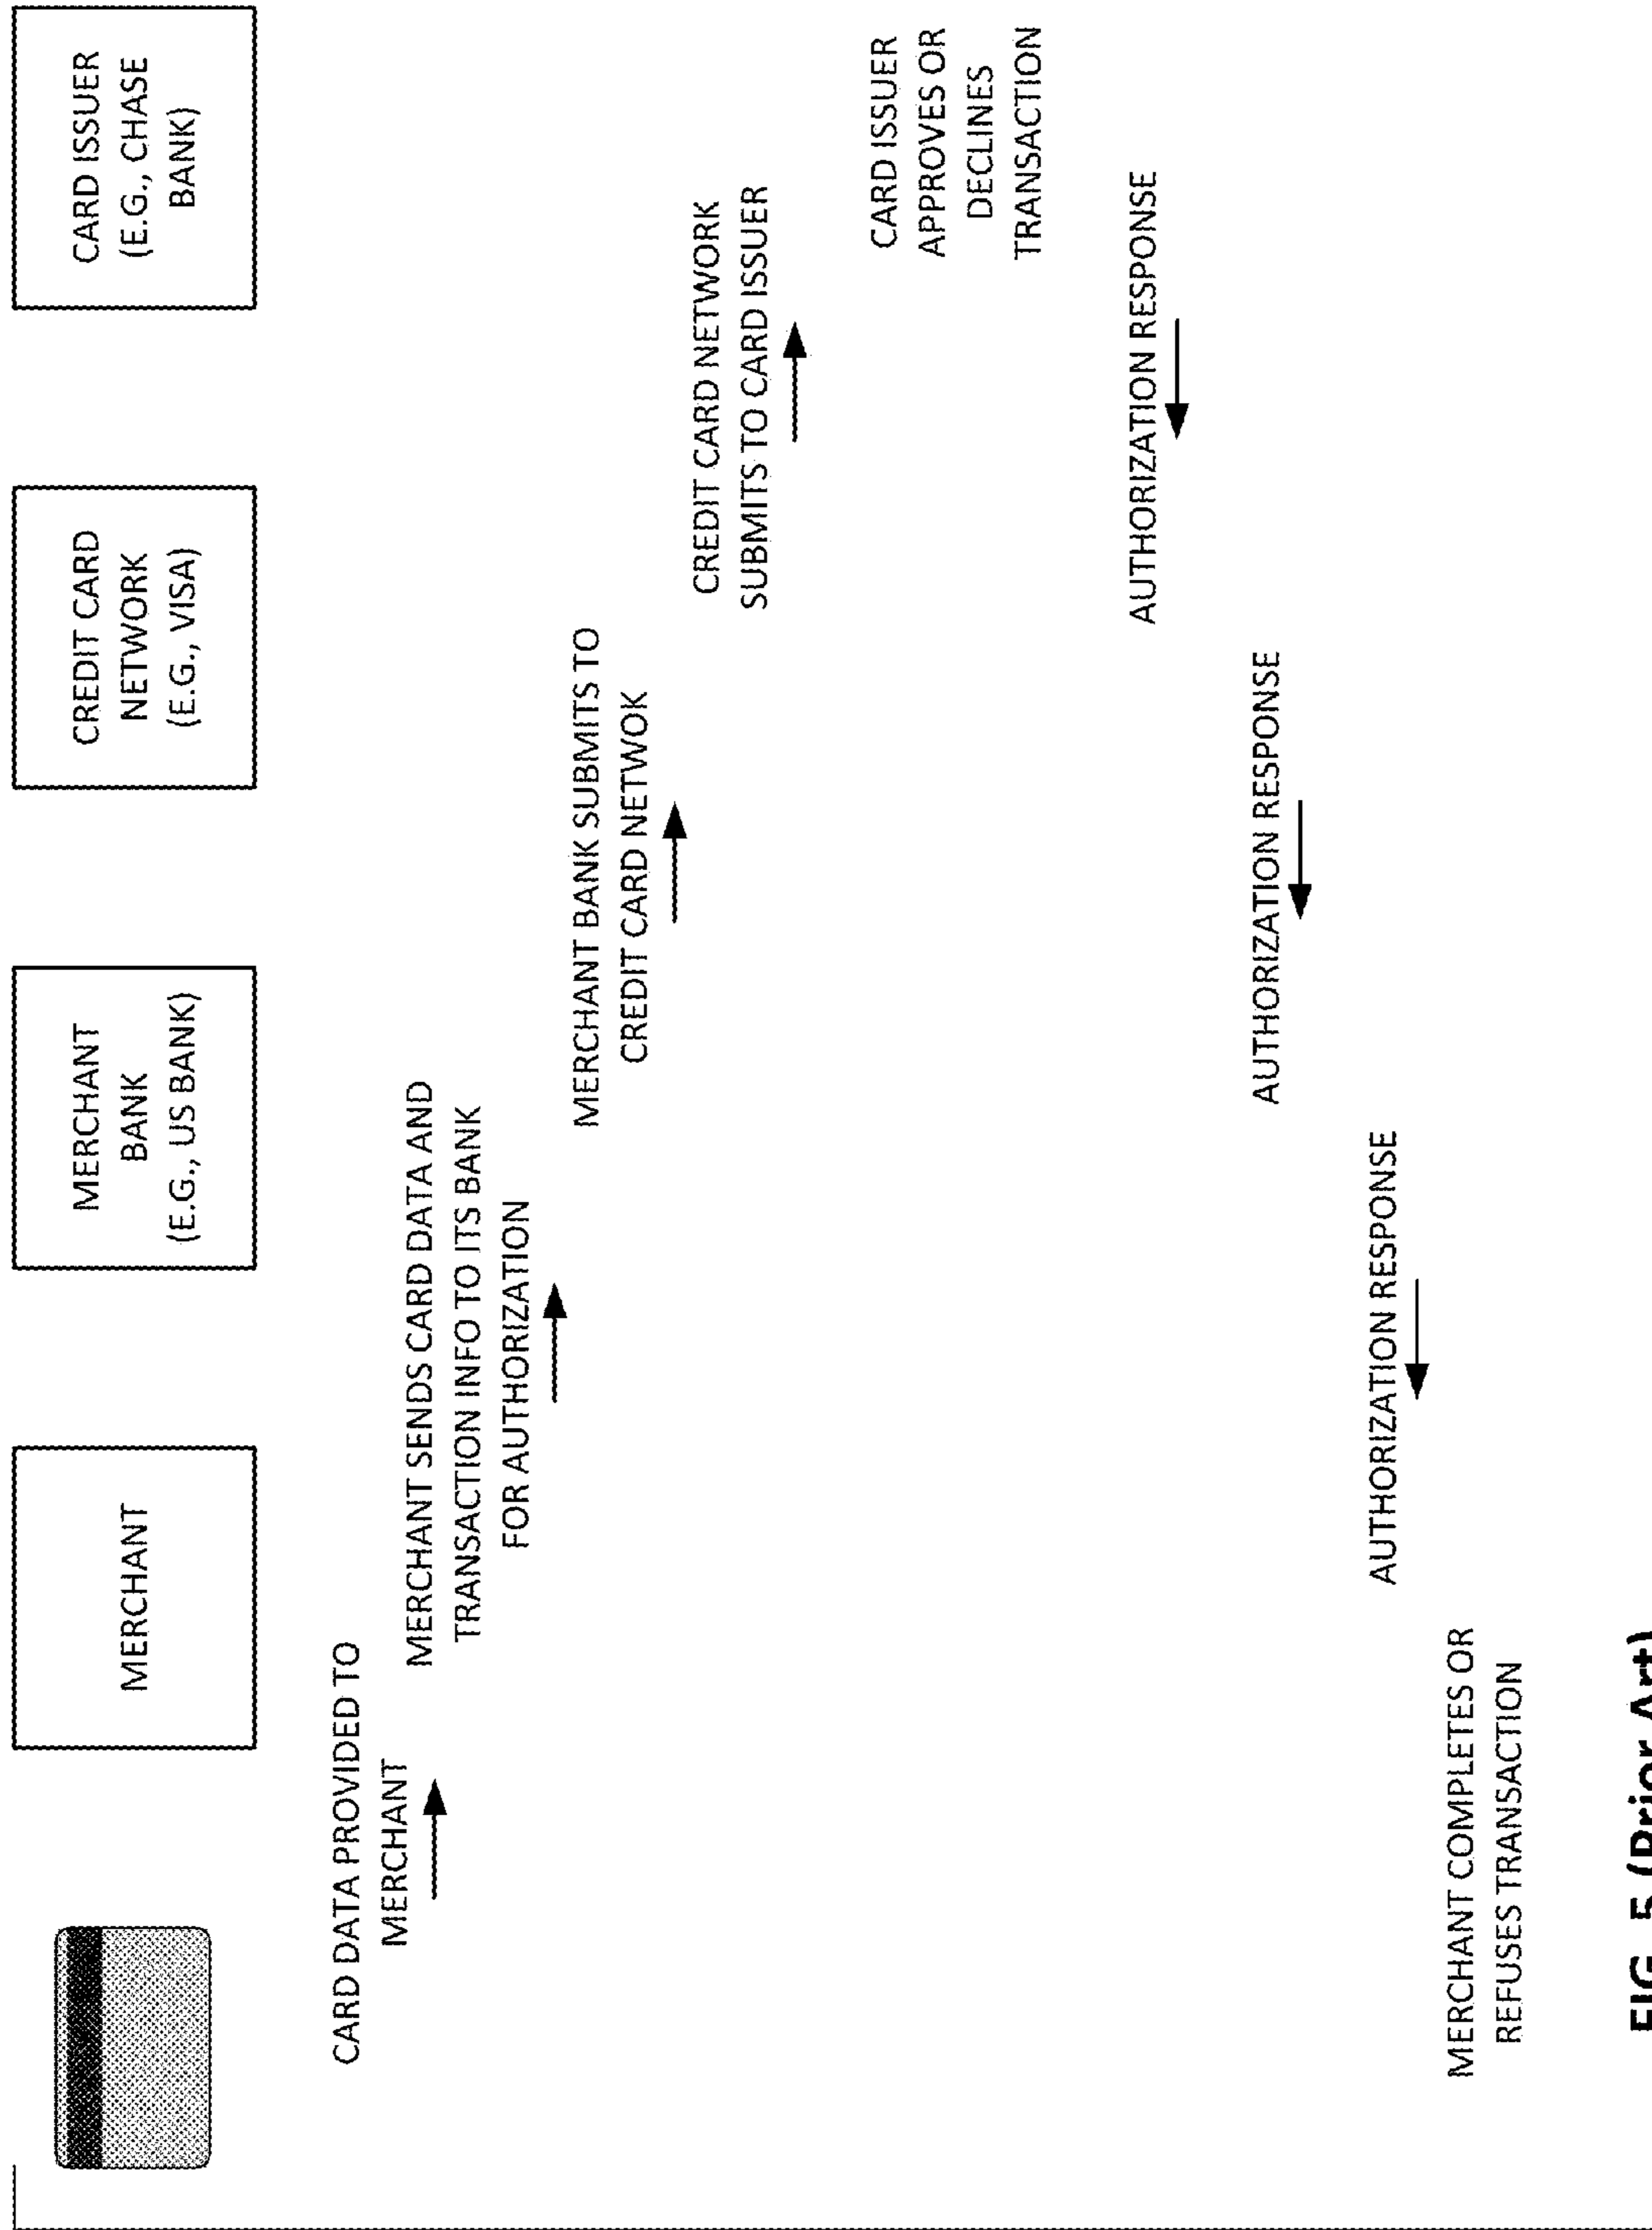 MERCHANT
MERCHANT
BANK
(E.G., US BANK)
CREDIT CARD
NETWORK
(E.G., VISA)
CARD ISSUER
(E.G., CHASE
BANK)
CARD DATA PROVIDED TO
MERCHANT
MERCHANT SENDS CARD DATA AND
TRANSACTION INFO TO ITS BANK
FOR AUTHORIZATION
MERCHANT BANK SUBMITS TO
CREDIT CARD NETWOK
CREDIT CARD NETWORK
SUBMITS TO CARD ISSUER
CARD ISSUER
APPROVES OR
DECLINES
TRANSACTION
AUTHORIZATION RESPONSE
AUTHORIZATION RESPONSE
AUTHORIZATION RESPONSE
MERCHANT COMPLETES OR
REFUSES TRANSACTION
FIG. 5 (Prior Art)